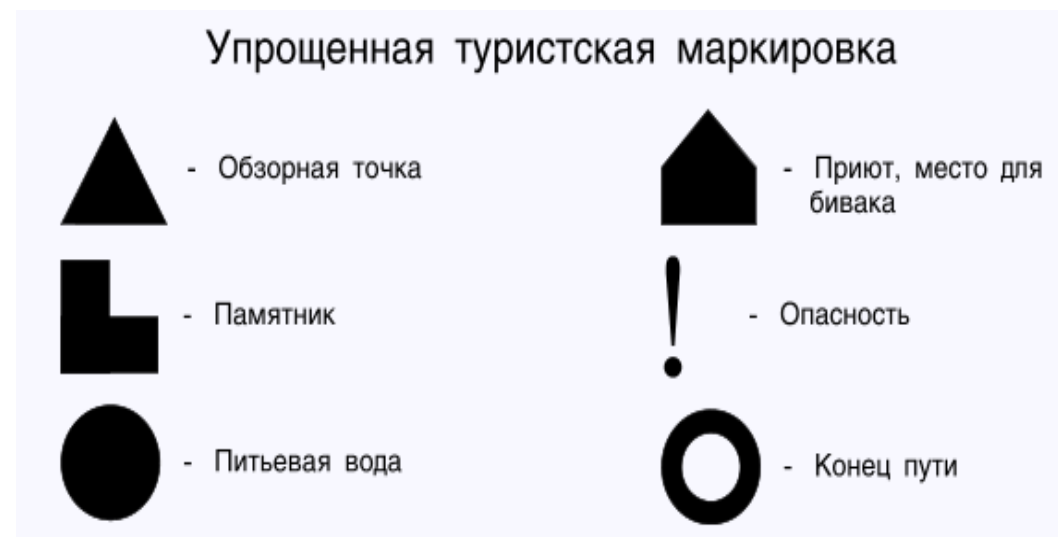 Упрощенная туристская маркировка
- Обзорная точка
- Приют, место для
бивака
- Памятник
- Опасность
- Питьевая вода
- Конец пути